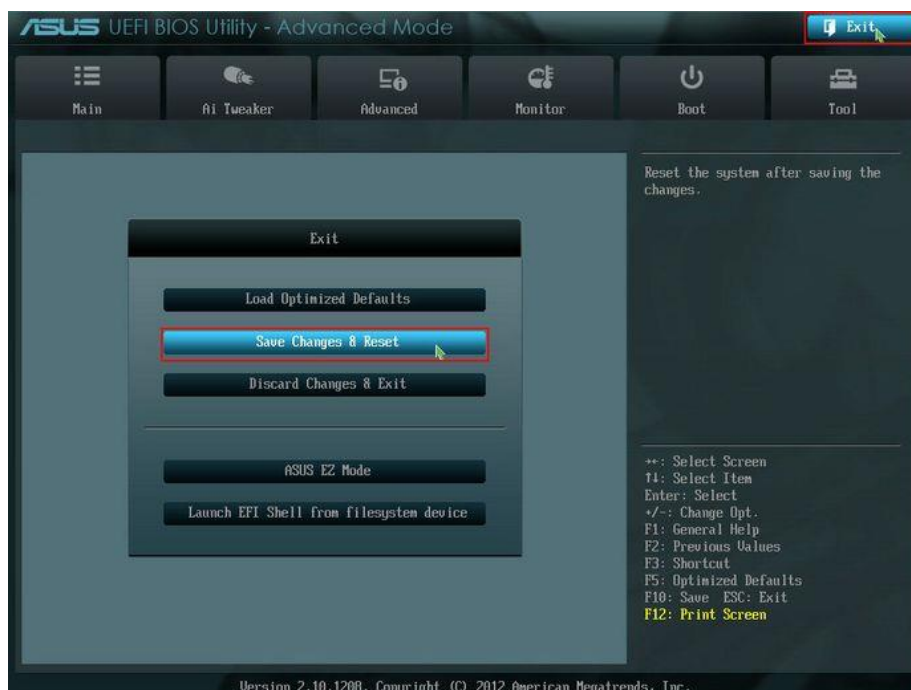 ASUS UEFI BIOS Utility - Advanced Mode
Exit
Main
Ai Tweaker
Advanced
Monitor
Boot
Tool
Reset the system after saving the
changes.
Exit
Load Optimized Defaults
Save Changes & Reset
Discard Changes & Exit
ASUS EZ Mode
Launch EFI Shell from filesystem device
→←: Select Screen
↑↓: Select Item
Enter: Select
+/-: Change Opt.
F1: General Help
F2: Previous Values
F3: Shortcut
F5: Optimized Defaults
F10: Save ESC: Exit
F12: Print Screen
Version 2.10.1208. Copyright (C) 2012 American Megatrends, Inc.